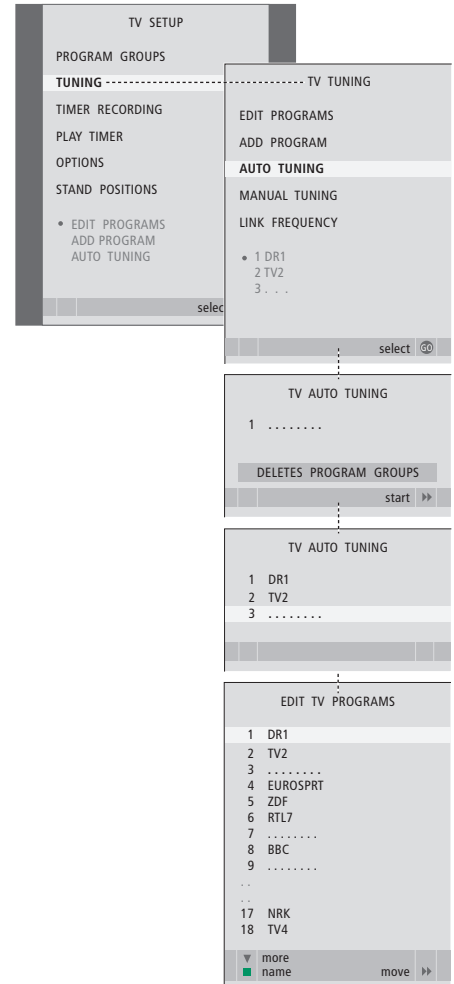 TV SETUP
PROGRAM GROUPS
TUNING
TIMER RECORDING
PLAY TIMER
OPTIONS
STAND POSITIONS
• EDIT PROGRAMS
ADD PROGRAM
AUTO TUNING
selec
TV TUNING
EDIT PROGRAMS
ADD PROGRAM
AUTO TUNING
MANUAL TUNING
LINK FREQUENCY
• 1 DR1
2 TV2
3 . . .
select GO
TV AUTO TUNING
1 ........
DELETES PROGRAM GROUPS
start
TV AUTO TUNING
1 DR1
2 TV2
3 ........
EDIT TV PROGRAMS
1 DR1
2 TV2
3 ........
4 EUROSPRT
5 ZDF
6 RTL7
7 ........
8 BBC
9 ........
. .
. .
17 NRK
18 TV4
more
name move